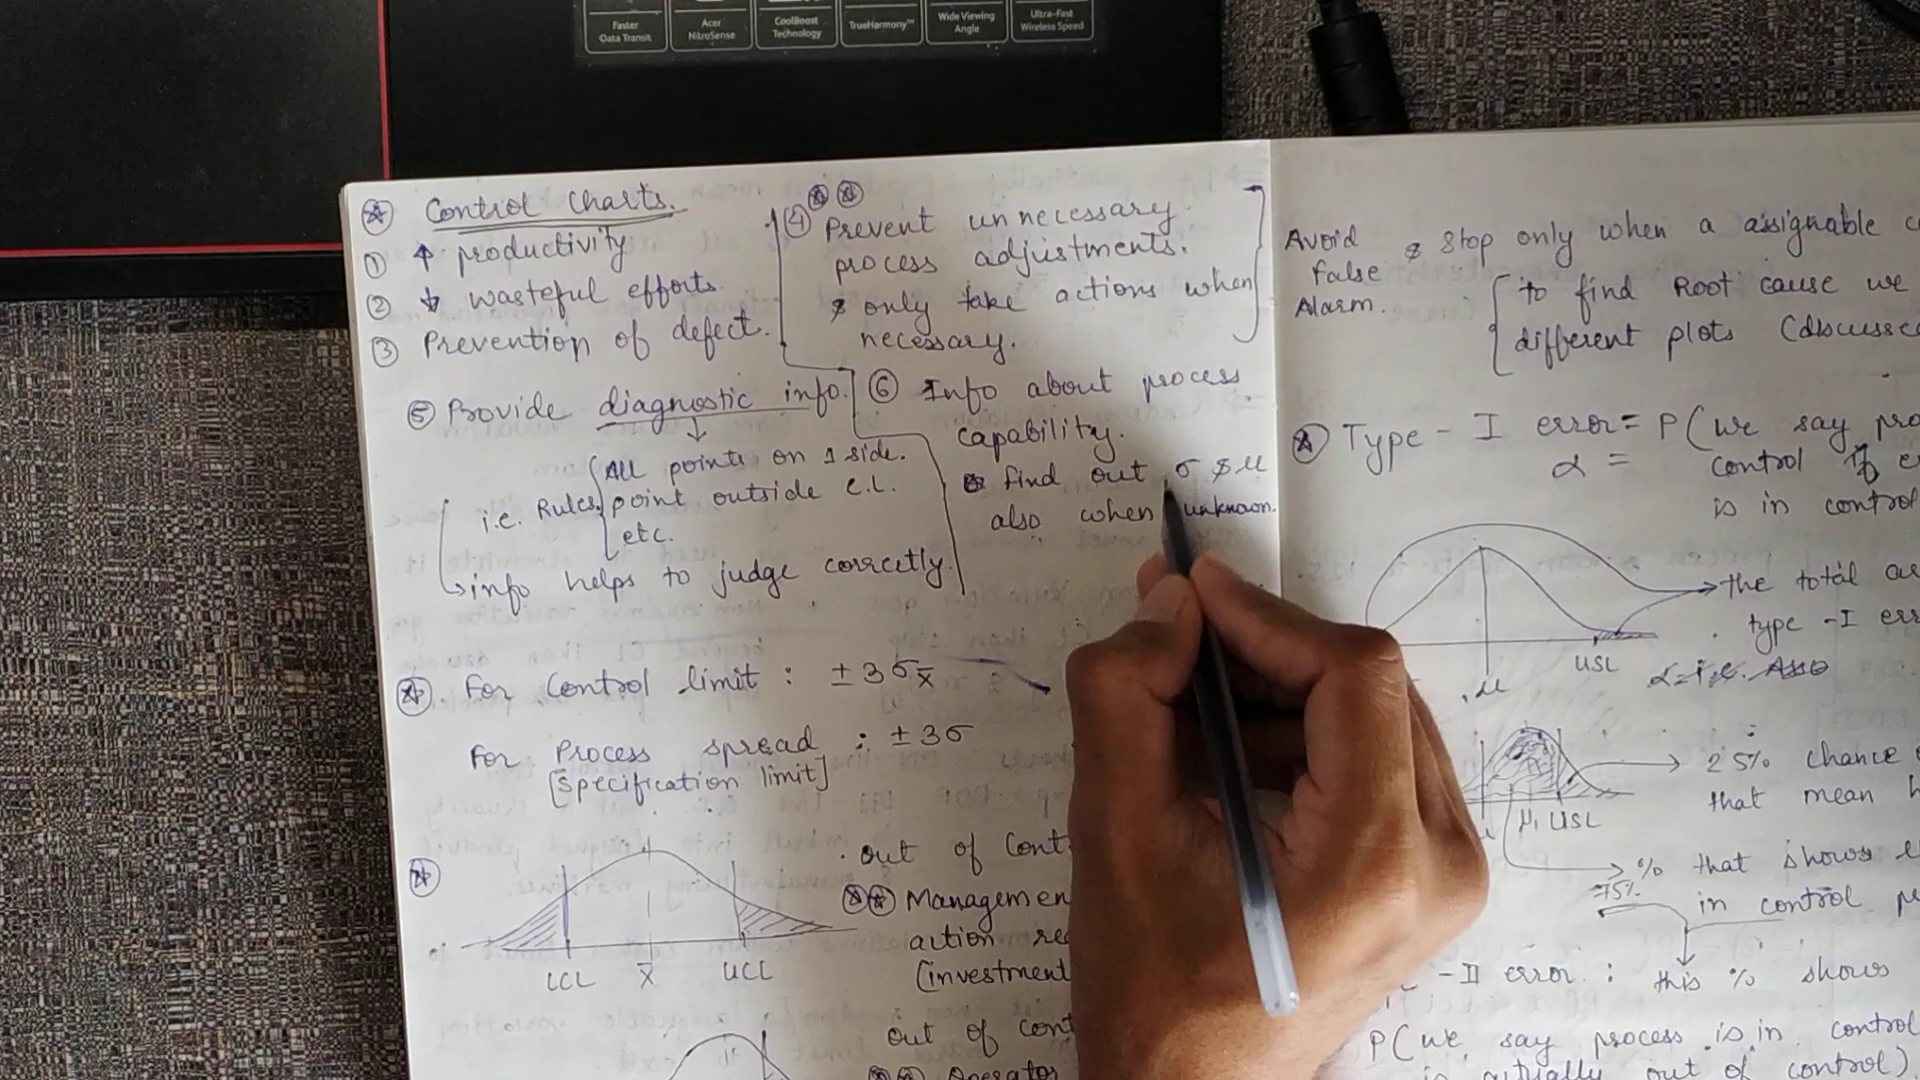 Faster
Data Transit
Acer
NitroSense
CoolBoost
Technology
TrueHarmony™
Wide Viewing
Angle
Ultra-Fast
Wireless Speed
Control Charts.
① ↑ productivity
② ↓ wasteful efforts.
③ Prevention of defect.
④ Prevent unnecessary
process adjustments.
& only take actions when
necessary.
⑤ Provide diagnostic info.
↓
i.e. Rules
All points on 1 side.
point outside C.L.
etc.
↳ info helps to judge correctly.
⑥ Info about process
capability.
find out σ & μ
also when unknown.
For Control limit : ± 3σx̄
For Process spread : ± 3σ
[specification limit]
LCL x̄ UCL
. out of cont
Managemen
action re
(investment
out of cont
Operator
Avoid
false
Alarm.
& Stop only when a assignable c
to find Root cause we
different plots (discusse
Type - I error = P(we say pro
α = control if
is in control
→ the total a
type - I err
USL
μ
25% chance
that mean h
μ₁ USL
% that shows
75%
in control p
- II error : this % shows
P(we say process is in control
is actually out of control)